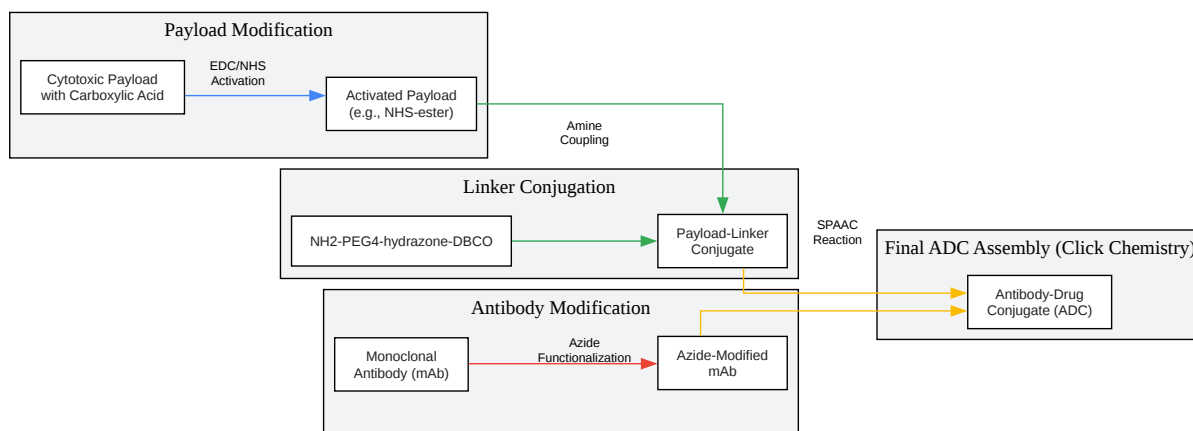 Payload Modification
Cytotoxic Payload
with Carboxylic Acid
EDC/NHS
Activation
Activated Payload
(e.g., NHS-ester)
Amine
Coupling
Linker Conjugation
NH2-PEG4-hydrazone-DBCO
Payload-Linker
Conjugate
SPAAC
Reaction
Final ADC Assembly (Click Chemistry)
Antibody-Drug
Conjugate (ADC)
Antibody Modification
Monoclonal
Antibody (mAb)
Azide
Functionalization
Azide-Modified
mAb